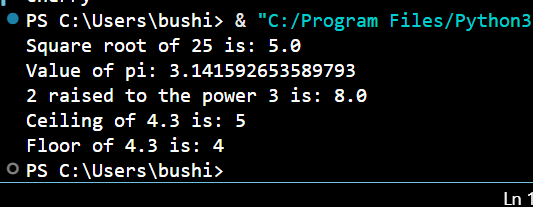 PS C:\Users\bushi> & "C:/Program Files/Python3
Square root of 25 is: 5.0
Value of pi: 3.141592653589793
2 raised to the power 3 is: 8.0
Ceiling of 4.3 is: 5
Floor of 4.3 is: 4
PS C:\Users\bushi>
Ln 1